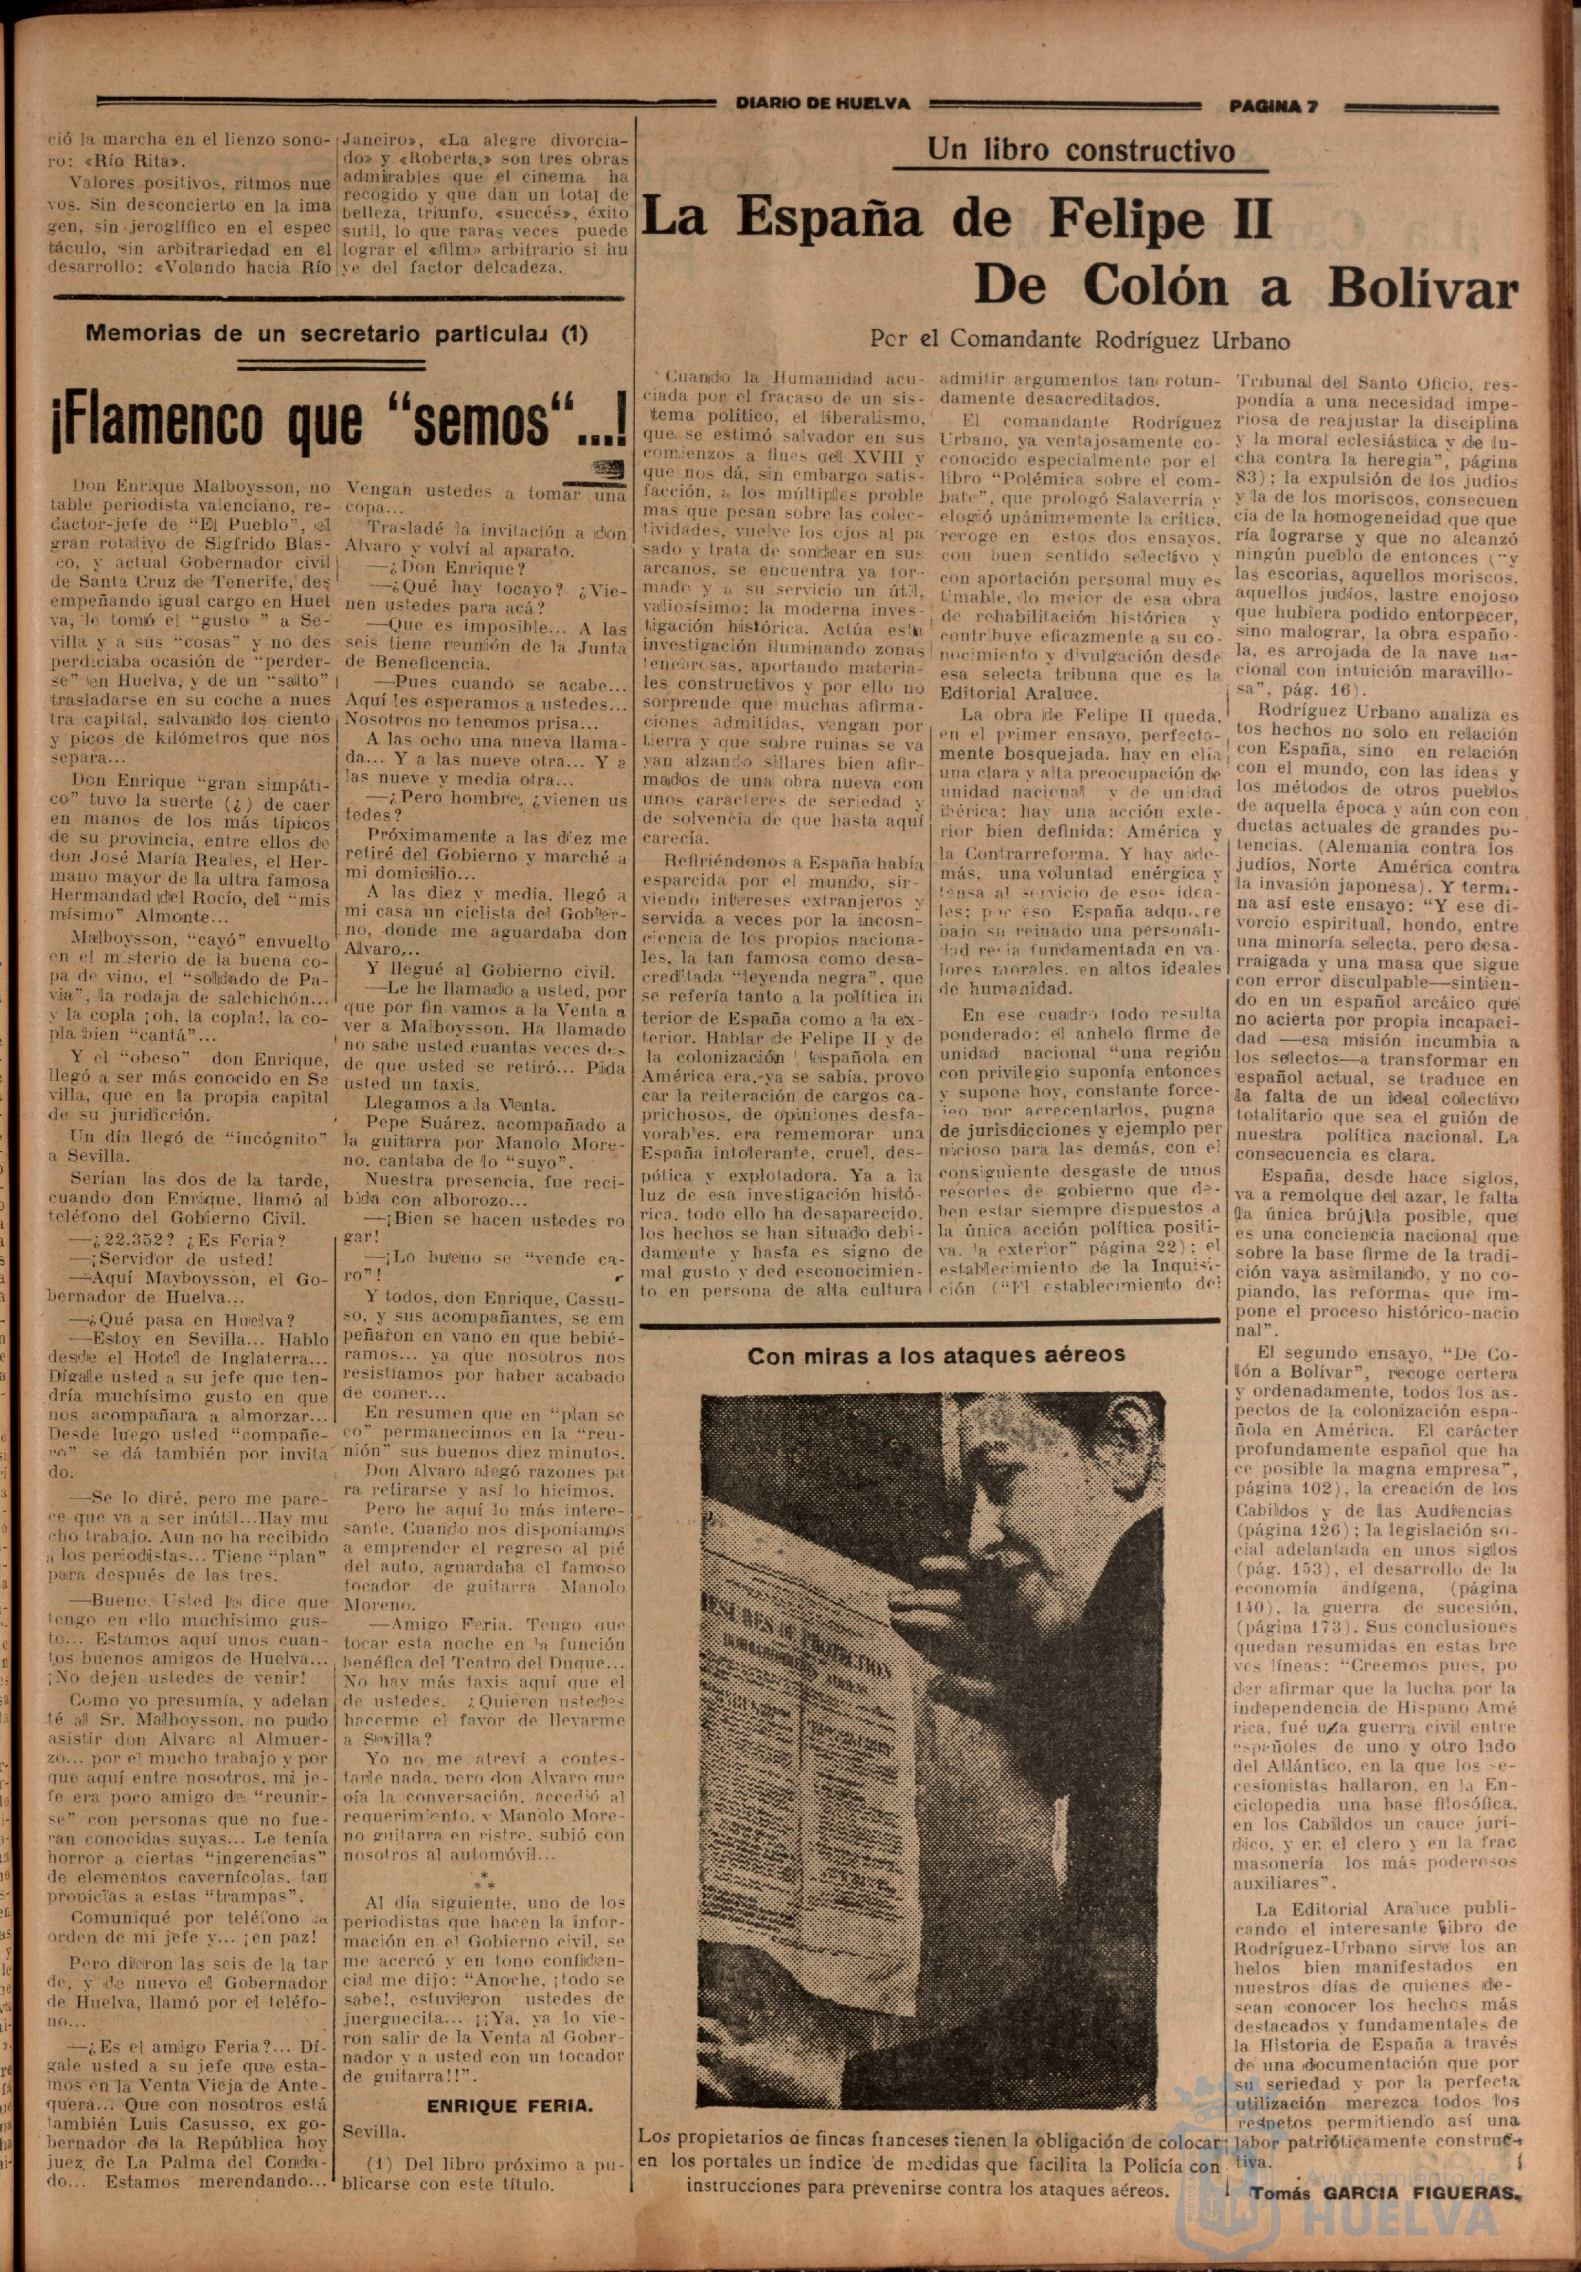 DIARIO DE HUELVA
PAGINA 7
ció la marcha en el lienzo sono-
ro: «Río Rita».
Valores positivos, ritmos nue
vos. Sin desconcierto en la ima
gen, sin jeroglífico en el espec
táculo, sin arbitrariedad en el
desarrollo: «Volando hacia Río
Janeiro», «La alegre divorcia-
do» y «Roberta,» son tres obras
admirables que el cinema ha
recogido y que dan un total de
belleza, triunfo, «succés», éxito
sutil, lo que raras veces puede
lograr el «film» arbitrario si hu
ye del factor delcadeza.
Memorias de un secretario particular (1)
¡Flamenco que “semos“...!
Don Enrique Malboysson, no
table periodista valenciano, re-
dactor-jefe de “El Pueblo”, el
gran rotativo de Sigfrido Blas-
co, y actual Gobernador civil
de Santa Cruz de Tenerife, des
empeñando igual cargo en Huel
va, le tomó el “gusto ” a Se-
villa y a sus “cosas” y no des
perdiciaba ocasión de “perder-
se” en Huelva, y de un “salto”
trasladarse en su coche a nues
tra capital, salvando los ciento
y picos de kilómetros que nos
separa...
Don Enrique “gran simpáti-
co” tuvo la suerte (¿) de caer
en manos de los más típicos
de su provincia, entre ellos de
don José María Reales, el Her-
mano mayor de la ultra famosa
Hermandad del Rocío, del “mis
mísimo” Almonte...
Malboysson, “cayó” envuelto
en el misterio de la buena co-
pa de vino, el “soldado de Pa-
vía”, la rodaja de salchichón...
y la copla ¡oh, la copla!, la co-
pla bien “cantá”...
Y el “obeso” don Enrique,
llegó a ser más conocido en Se
villa, que en la propia capital
de su juridicción.
Un día llegó de “incógnito”
a Sevilla.
Serían las dos de la tarde,
cuando don Enrique, llamó al
teléfono del Gobierno Civil.
—¿22.352? ¿Es Feria?
—¡Servidor de usted!
—Aquí Mayboysson, el Go-
bernador de Huelva...
—¿Qué pasa en Huelva?
—Estoy en Sevilla... Hablo
desde el Hotel de Inglaterra...
Dígale usted a su jefe que ten-
dría muchísimo gusto en que
nos acompañara a almorzar...
Desde luego usted “compañe-
ro” se dá también por invita
do.
—Se lo diré, pero me pare-
ce que va a ser inútil...Hay mu
cho trabajo. Aun no ha recibido
a los periodistas... Tiene “plan”
para después de las tres.
—Bueno. Usted le dice que
tengo en ello muchísimo gus-
to... Estamos aquí unos cuan-
tos buenos amigos de Huelva...
¡No dejen ustedes de venir!
Como yo presumía, y adelan
té al Sr. Malboysson, no pudo
asistir don Alvaro al Almuer-
zo... por el mucho trabajo y por
que aquí entre nosotros, mi je-
fe era poco amigo de “reunir-
se” con personas que no fue-
ran conocidas suyas... Le tenía
horror a ciertas “ingerencias”
de elementos cavernícolas, tan
propicias a estas “trampas”.
Comuniqué por teléfono la
orden de mi jefe y... ¡en paz!
Pero dieron las seis de la tar
de, y de nuevo el Gobernador
de Huelva, llamó por el teléfo-
no...
—¿Es el amigo Feria?... Dí-
gale usted a su jefe que esta-
mos en la Venta Vieja de Ante-
quera... Que con nosotros está
también Luis Casusso, ex go-
bernador de la República hoy
juez de La Palma del Conda-
do... Estamos merendando...
Vengan ustedes a tomar una
copa...
Trasladé la invitación a don
Alvaro y volví al aparato.
—¿Don Enrique?
—¿Qué hay tocayo? ¿Vie-
nen ustedes para acá?
—Que es imposible... A las
seis tiene reunión de la Junta
de Beneficencia.
—Pues cuando se acabe...
Aquí les esperamos a ustedes...
Nosotros no tenemos prisa...
A las ocho una nueva llama-
da... Y a las nueve otra... Y a
las nueve y media otra...
—¿Pero hombre, ¿vienen us
tedes?
Próximamente a las diez me
retiré del Gobierno y marché a
mi domicilio...
A las diez y media, llegó a
mi casa un ciclista del Gobier-
no, donde me aguardaba don
Alvaro,..
Y llegué al Gobierno civil.
—Le he llamado a usted, por
que por fin vamos a la Venta a
ver a Malboysson. Ha llamado
no sabe usted cuantas veces des-
de que usted se retiró... Pida
usted un taxis.
Llegamos a la Venta.
Pepe Suárez, acompañado a
la guitarra por Manolo More-
no, cantaba de lo “suyo”.
Nuestra presencia, fue reci-
bida con alborozo...
—¡Bien se hacen ustedes ro
gar!
—¡Lo bueno se “vende ca-
ro”!
Y todos, don Enrique, Cassu-
so, y sus acompañantes, se em
peñaron en vano en que bebié-
ramos... ya que nosotros nos
resistíamos por haber acabado
de comer...
En resumen que en “plan se
co” permanecimos en la “reu-
nión” sus buenos diez minutos.
Don Alvaro alegó razones pa
ra retirarse y así lo hicimos.
Pero he aquí lo más intere-
sante. Cuando nos disponíamos
a emprender el regreso al pié
del auto, aguardaba el famoso
tocador de guitarra Manolo
Moreno.
—Amigo Feria. Tengo que
tocar esta noche en la función
benéfica del Teatro del Duque...
No hay más taxis aquí que el
de ustedes. ¿Quieren ustedes
hacerme el favor de llevarme
a Sevilla?
Yo no me atreví a contes-
tarle nada, pero don Alvaro que
oía la conversación, accedió al
requerimiento, y Manolo More-
no guitarra en ristre, subió con
nosotros al automóvil...
*
* *
Al día siguiente, uno de los
periodistas que hacen la infor-
mación en el Gobierno civil, se
me acercó y en tono confiden-
cial me dijo: “Anoche, ¡todo se
sabe!, estuvieron ustedes de
juerguecita... ¡¡Ya, ya lo vie-
ron salir de la Venta al Gober-
nador y a usted con un tocador
de guitarra!!”.
ENRIQUE FERIA.
Sevilla.
(1) Del libro próximo a pu-
blicarse con este título.
Un libro constructivo
La España de Felipe II
De Colón a Bolívar
Por el Comandante Rodríguez Urbano
Cuando la Humanidad acu-
ciada por el fracaso de un sis-
tema político, el liberalismo,
que se estimó salvador en sus
comienzos a fines del XVIII y
que nos dá, sin embargo satis-
facción, a los múltiples proble
mas que pesan sobre las colec-
tividades, vuelve los ojos al pa
sado y trata de sondear en sus
arcanos, se encuentra ya for-
mado y a su servicio un útil,
valiosísimo: la moderna inves-
tigación histórica. Actúa esta
investigación iluminando zonas
tenebrosas, aportando materia-
les constructivos y por ello no
sorprende que muchas afirma-
ciones admitidas, vengan por
tierra y que sobre ruinas se va
yan alzando sillares bien afir-
mados de una obra nueva con
unos caracteres de seriedad y
de solvencia de que hasta aquí
carecía.
Refiriéndonos a España había
esparcida por el mundo, sir-
viendo intereses extranjeros y
servida a veces por la incosn-
ciencia de los propios naciona-
les, la tan famosa como desa-
creditada “leyenda negra”, que
se refería tanto a la política in
terior de España como a la ex-
terior. Hablar de Felipe II y de
la colonización española en
América era, ya se sabía, provo
car la reiteración de cargos ca-
prichosos, de opiniones desfa-
vorables, era rememorar una
España intolerante, cruel, des-
pótica y explotadora. Ya a la
luz de esa investigación histó-
rica, todo ello ha desaparecido,
los hechos se han situado debi-
damente y hasta es signo de
mal gusto y ded esconocimien-
to en persona de alta cultura
admitir argumentos tan rotun-
damente desacreditados.
El comandante Rodríguez
Urbano, ya ventajosamente co-
conocido especialmente por el
libro “Polémica sobre el com-
bate”, que prologó Salaverría y
elogió unánimemente la crítica,
recoge en estos dos ensayos,
con buen sentido selectivo y
con aportación personal muy es
timable, lo mejor de esa obra
de rehabilitación histórica y
contribuye eficazmente a su co-
nocimiento y divulgación desde
esa selecta tribuna que es la
Editorial Araluce.
La obra de Felipe II queda,
en el primer ensayo, perfecta-
mente bosquejada, hay en ella
una clara y alta preocupación de
unidad nacional y de unidad
ibérica: hay una acción exte-
rior bien definida: América y
la Contrarreforma. Y hay ade-
más, una voluntad enérgica y
tensa al servicio de esos idea-
les; por eso España adquiere
bajo su reinado una personali-
dad recia fundamentada en va-
lores morales, en altos ideales
de humanidad.
En ese cuadro todo resulta
ponderado: el anhelo firme de
unidad nacional “una región
con privilegio suponía entonces
y supone hoy, constante force-
jeo por acrecentarlos, pugna
de jurisdicciones y ejemplo per
nicioso para las demás, con el
consiguiente desgaste de unos
resortes de gobierno que de-
ben estar siempre dispuestos a
la única acción política positi-
va, la exterior” página 22); el
establecimiento de la Inquisi-
ción (“El establecimiento del
Tribunal del Santo Oficio, res-
pondía a una necesidad impe-
riosa de reajustar la disciplina
y la moral eclesiástica y de lu-
cha contra la heregia”, página
83); la expulsión de los judíos
y la de los moriscos, consecuen
cia de la homogeneidad que que
ría lograrse y que no alcanzó
ningún pueblo de entonces (“y
las escorias, aquellos moriscos,
aquellos judíos, lastre enojoso
que hubiera podido entorpecer,
sino malograr, la obra españo-
la, es arrojada de la nave na-
cional con intuición maravillo-
sa”, pág. 16).
Rodríguez Urbano analiza es
tos hechos no solo en relación
con España, sino en relación
con el mundo, con las ideas y
los métodos de otros pueblos
de aquella época y aún con con
ductas actuales de grandes po-
tencias. (Alemania contra los
judíos, Norte América contra
la invasión japonesa). Y termi-
na así este ensayo: “Y ese di-
vorcio espiritual, hondo, entre
una minoría selecta, pero desa-
rraigada y una masa que sigue
con error disculpable—sintien-
do en un español arcáico que
no acierta por propia incapaci-
dad —esa misión incumbia a
los selectos—a transformar en
español actual, se traduce en
la falta de un ideal colectivo
totalitario que sea el guión de
nuestra política nacional. La
consecuencia es clara.
España, desde hace siglos,
va a remolque del azar, le falta
la única brújula posible, que
es una conciencia nacional que
sobre la base firme de la tradi-
ción vaya asimilando, y no co-
piando, las reformas que im-
pone el proceso histórico-nacio
nal”.
El segundo ensayo, “De Co-
lón a Bolívar”, recoge certera
y ordenadamente, todos los as-
pectos de la colonización espa-
ñola en América. El carácter
profundamente español que ha
ce posible la magna empresa”,
página 102), la creación de los
Cabildos y de las Audiencias
(página 126); la legislación so-
cial adelantada en unos siglos
(pág. 153), el desarrollo de la
economía indígena, (página
140), la guerra de sucesión,
(página 173). Sus conclusiones
quedan resumidas en estas bre
ves líneas: “Creemos pues, po
der afirmar que la lucha por la
independencia de Hispano Amé
rica, fué una guerra civil entre
españoles de uno y otro lado
del Atlántico, en la que los se-
cesionistas hallaron, en la En-
ciclopedia una base filosófica,
en los Cabildos un cauce jurí-
dico, y en el clero y en la frac
masonería los más poderosos
auxiliares”.
La Editorial Araluce publi-
cando el interesante libro de
Rodríguez-Urbano sirve los an
helos bien manifestados en
nuestros días de quienes de-
sean conocer los hechos más
destacados y fundamentales de
la Historia de España a través
de una documentación que por
su seriedad y por la perfecta
utilización merezca todos los
respetos permitiendo así una
labor patrióticamente construc-
tiva.
Tomás GARCIA FIGUERAS.
Con miras a los ataques aéreos
MESURES DE PROTECTION
Los propietarios de fincas franceses tienen la obligación de colocar
en los portales un índice de medidas que facilita la Policía con
instrucciones para prevenirse contra los ataques aéreos.
Ayuntamiento de
HUELVA